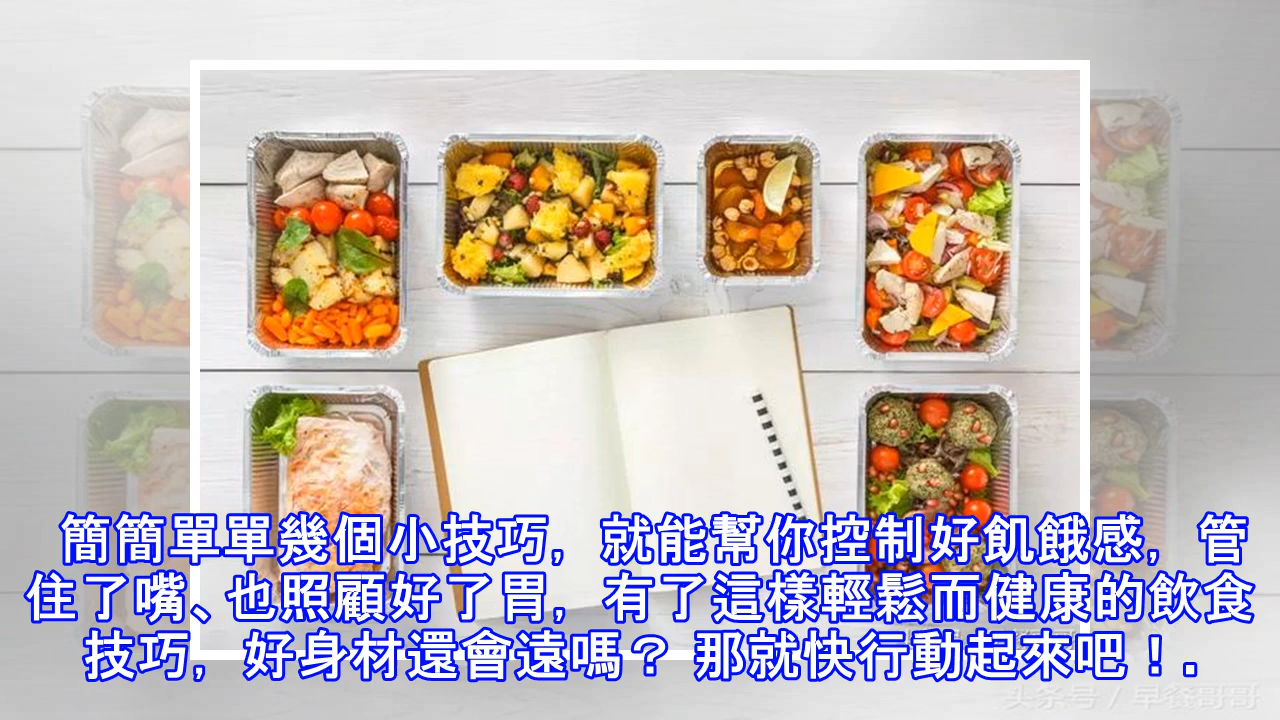 簡簡單單幾個小技巧, 就能幫你控制好飢餓感, 管
住了嘴、也照顧好了胃, 有了這樣輕鬆而健康的飲食
技巧, 好身材還會遠嗎？ 那就快行動起來吧！.
头条号 / 早餐哥哥